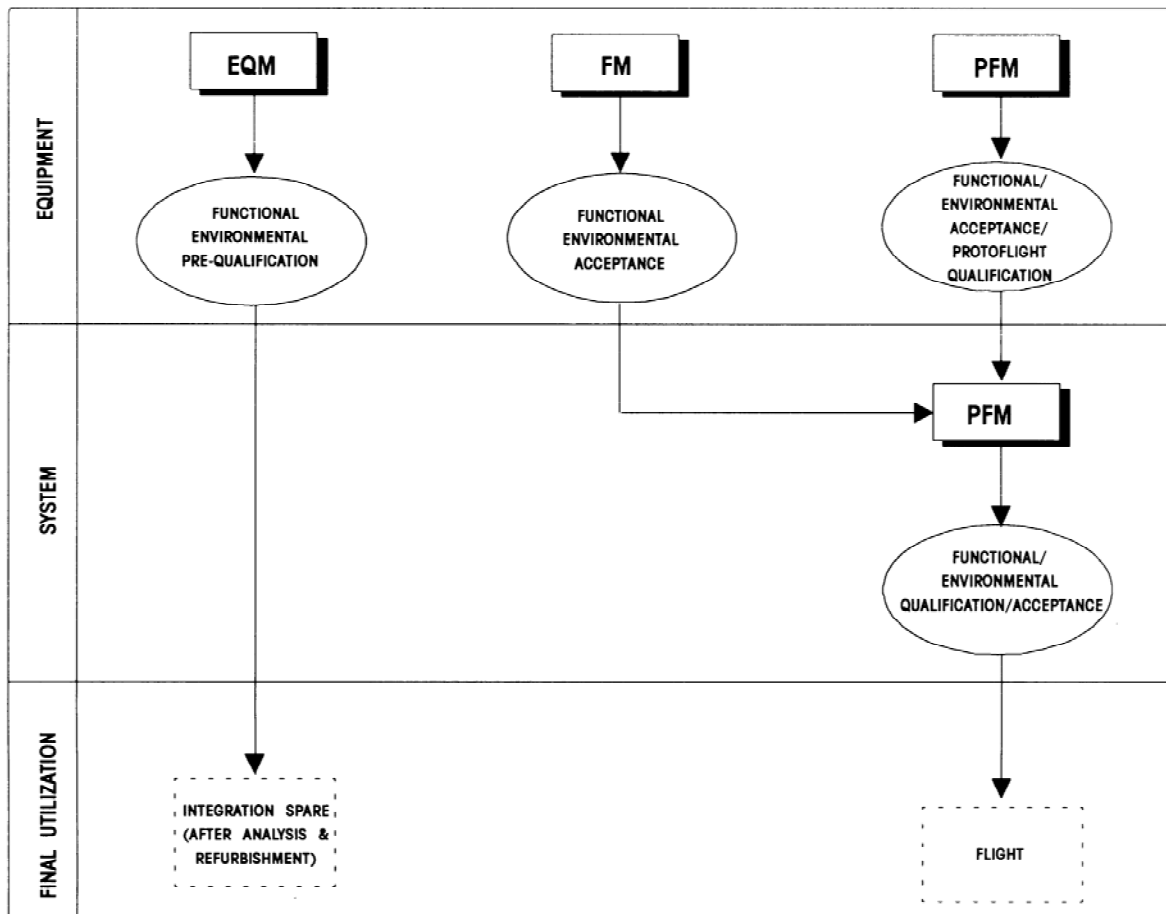 EQUIPMENT
EQM
FM
PFM
FUNCTIONAL
ENVIRONMENTAL
PRE-QUALIFICATION
FUNCTIONAL
ENVIRONMENTAL
ACCEPTANCE
FUNCTIONAL/
ENVIRONMENTAL
ACCEPTANCE/
PROTOFLIGHT
QUALIFICATION
SYSTEM
PFM
FUNCTIONAL/
ENVIRONMENTAL
QUALIFICATION/ACCEPTANCE
FINAL UTILIZATION
INTEGRATION SPARE
(AFTER ANALYSIS &
REFURBISHMENT)
FLIGHT